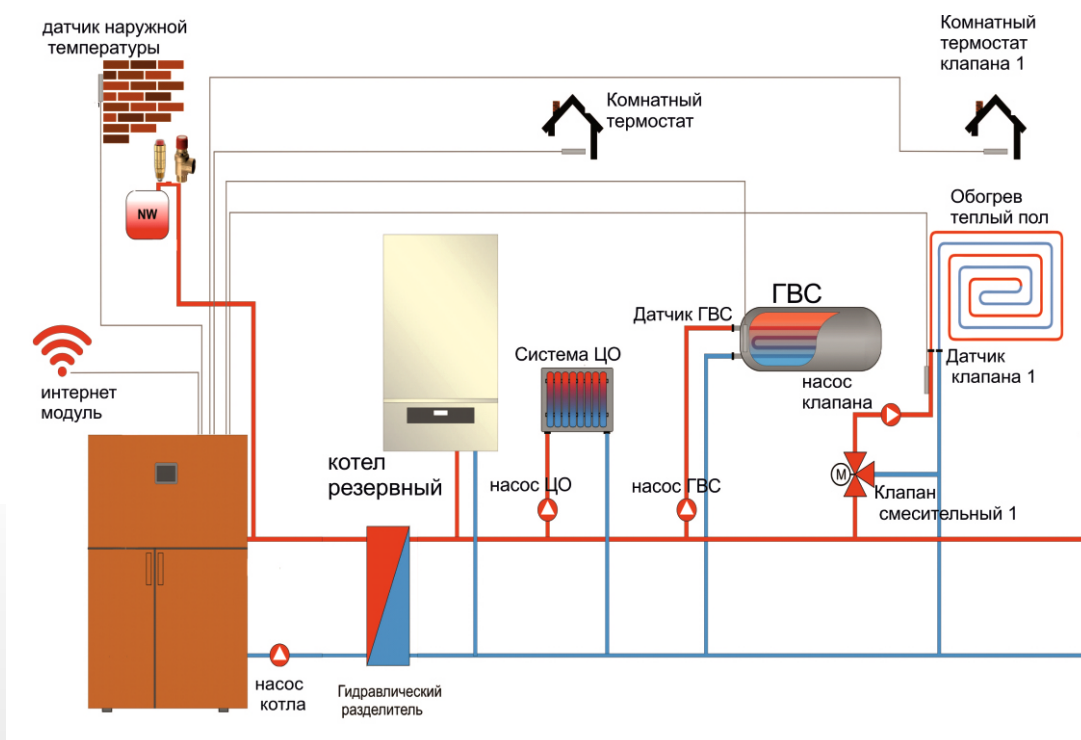 датчик наружной
температуры
Комнатный
термостат
клапана 1
Комнатный
термостат
NW
Обогрев
теплый пол
ГВС
Датчик ГВС
Система ЦО
Датчик
клапана 1
насос
клапана
интернет
модуль
котел
резервный
насос ЦО
насос ГВС
M
Клапан
смесительный 1
насос
котла
Гидравлический
разделитель